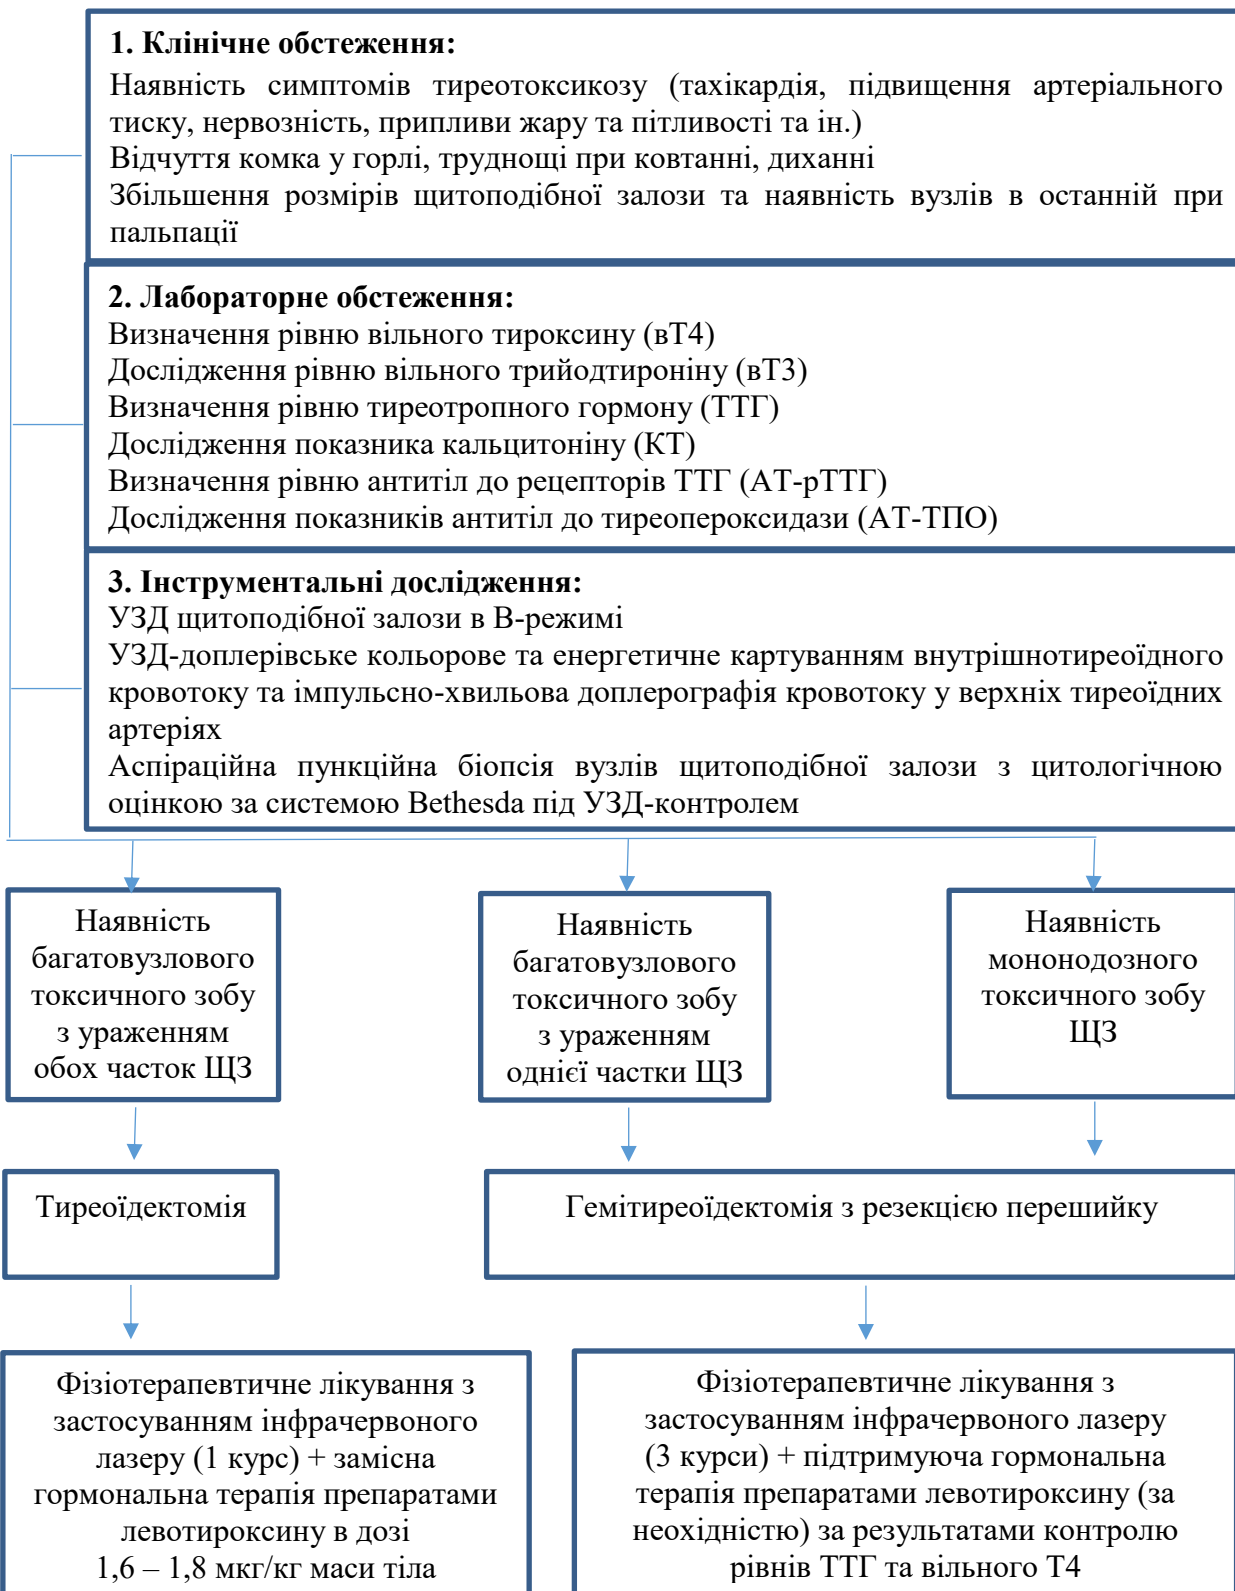 1. Клінічне обстеження:
Наявність симптомів тиреотоксикозу (тахікардія, підвищення артеріального
тиску, нервозність, припливи жару та пітливості та ін.)
Відчуття комка у горлі, труднощі при ковтанні, диханні
Збільшення розмірів щитоподібної залози та наявність вузлів в останній при
пальпації
2. Лабораторне обстеження:
Визначення рівню вільного тироксину (вТ4)
Дослідження рівню вільного трийодтироніну (вТ3)
Визначення рівню тиреотропного гормону (ТТГ)
Дослідження показника кальцитоніну (КТ)
Визначення рівню антитіл до рецепторів ТТГ (АТ-рТТГ)
Дослідження показників антитіл до тиреопероксидази (АТ-ТПО)
3. Інструментальні дослідження:
УЗД щитоподібної залози в В-режимі
УЗД-доплерівське кольорове та енергетичне картуванням внутрішнотиреоїдного
кровотоку та імпульсно-хвильова доплерографія кровотоку у верхніх тиреоїдних
артеріях
Аспіраційна пункційна біопсія вузлів щитоподібної залози з цитологічною
оцінкою за системою Bethesda під УЗД-контролем
Наявність
багатовузлового
токсичного зобу
з ураженням
обох часток ЩЗ
Наявність
багатовузлового
токсичного зобу
з ураженням
однієї частки ЩЗ
Наявність
мононодозного
токсичного зобу
ЩЗ
Тиреоїдектомія
Гемітиреоїдектомія з резекцією перешийку
Фізіотерапевтичне лікування з
застосуванням інфрачервоного
лазеру (1 курс) + замісна
гормональна терапія препаратами
левотироксину в дозі
1,6 – 1,8 мкг/кг маси тіла
Фізіотерапевтичне лікування з
застосуванням інфрачервоного лазеру
(3 курси) + підтримуюча гормональна
терапія препаратами левотироксину (за
неохідністю) за результатами контролю
рівнів ТТГ та вільного Т4